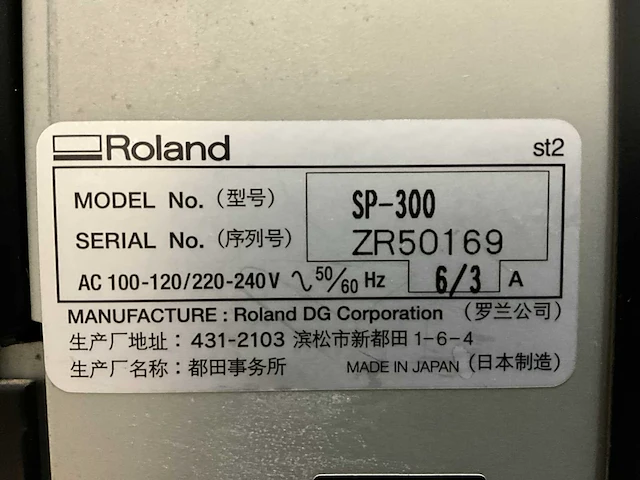 Roland st2
MODEL No. (型号) SP-300
SERIAL No. (序列号) ZR50169
AC 100-120/220-240V ∿ 50/60 Hz 6/3 A
MANUFACTURE : Roland DG Corporation (罗兰公司)
生产厂地址: 431-2103 滨松市新都田 1-6-4
生产厂名称: 都田事务所 MADE IN JAPAN (日本制造)